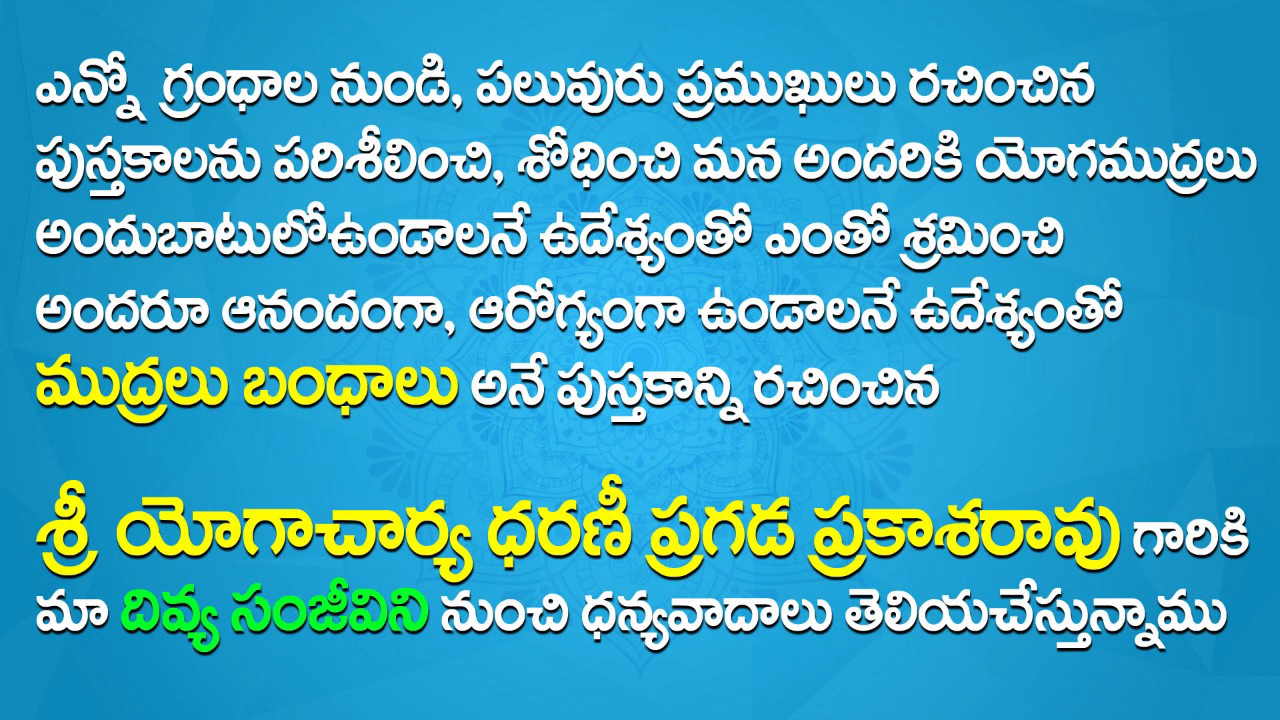 ఎన్నో గ్రంధాల నుండి, పలువురు ప్రముఖులు రచించిన
పుస్తకాలను పరిశీలించి, శోధించి మన అందరికి యోగముద్రలు
అందుబాటులోఉండాలనే ఉదేశ్యంతో ఎంతో శ్రమించి
అందరూ ఆనందంగా, ఆరోగ్యంగా ఉండాలనే ఉదేశ్యంతో
ముద్రలు బంధాలు అనే పుస్తకాన్ని రచించిన
శ్రీ యోగాచార్య ధరణీ ప్రగడ ప్రకాశరావు గారికి
మా దివ్య సంజీవిని నుంచి ధన్యవాదాలు తెలియచేస్తున్నాము